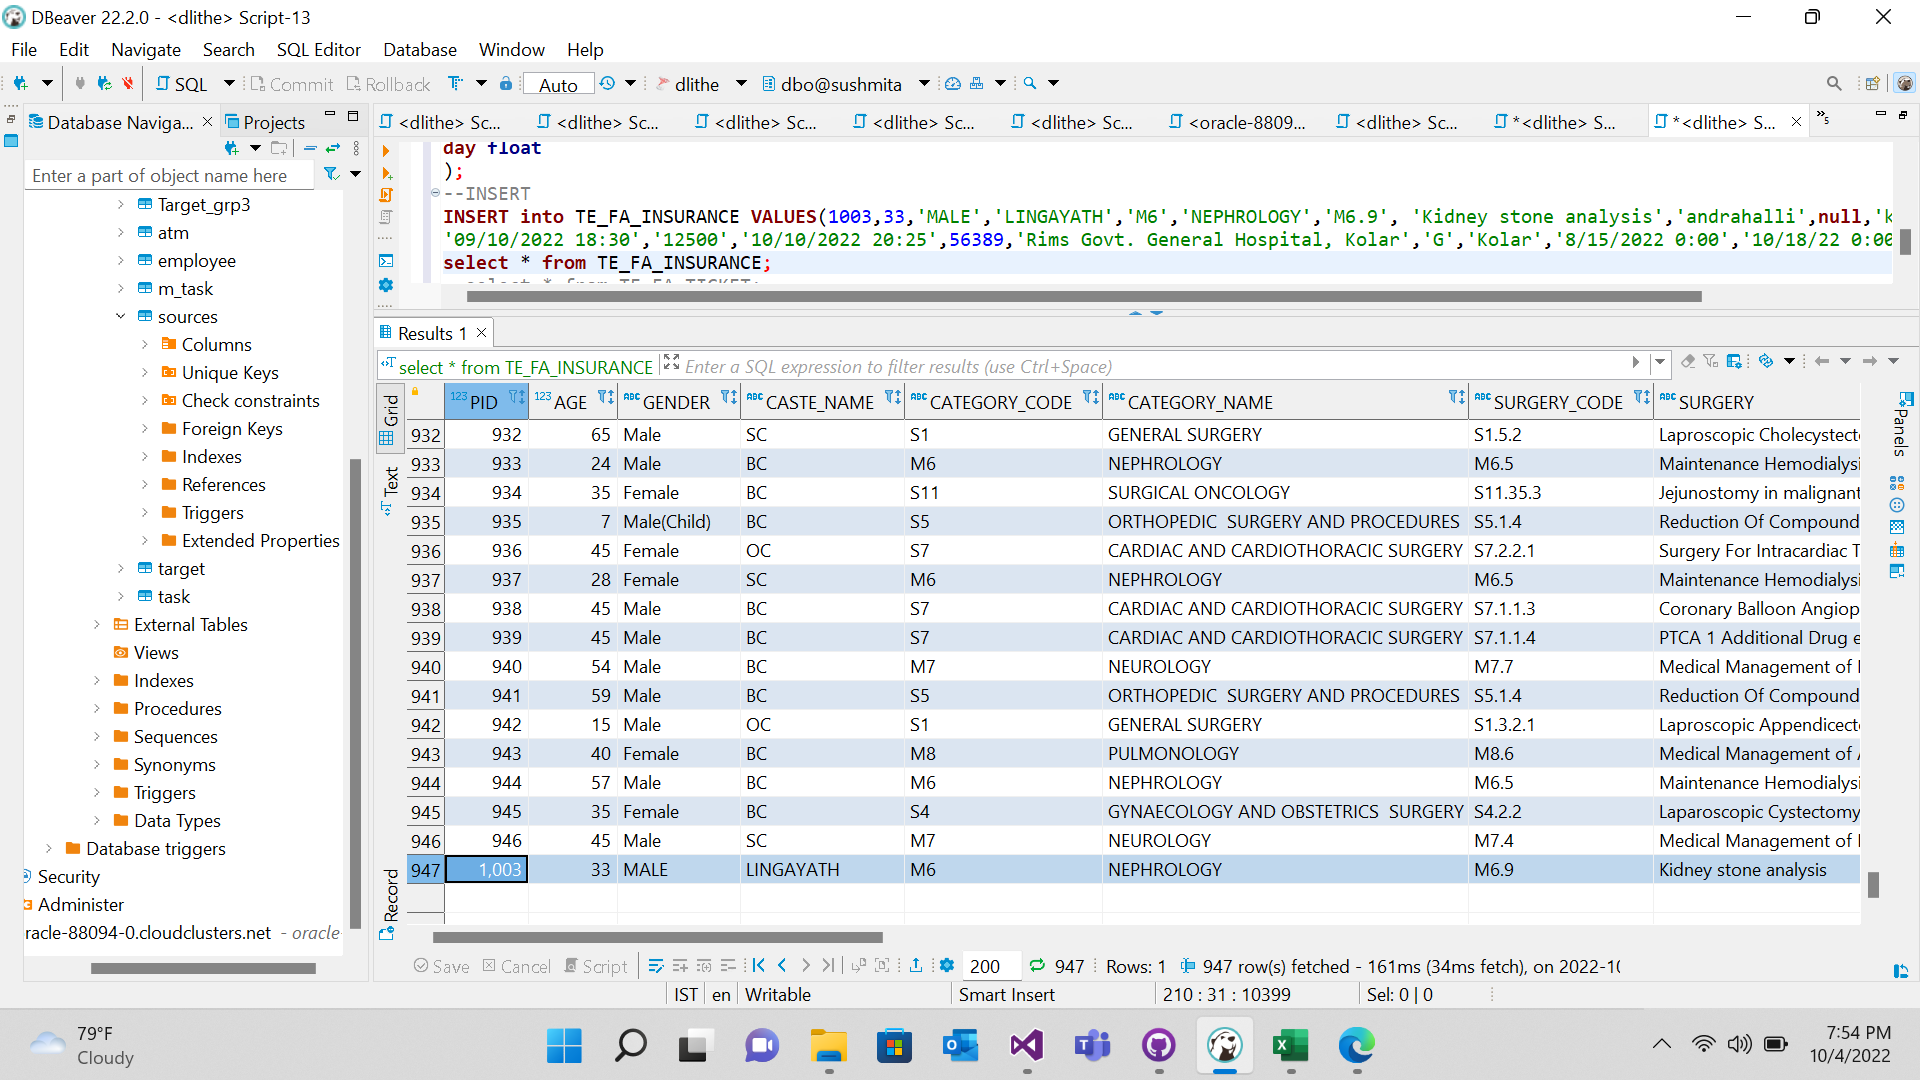 DBeaver 22.2.0 - <dlithe> Script-13
File Edit Navigate Search SQL Editor Database Window Help
SQL Commit Rollback Auto dlithe dbo@sushmita
Database Naviga... Projects
<dlithe> Sc... <dlithe> Sc... <dlithe> Sc... <dlithe> Sc... <dlithe> Sc... <oracle-8809... <dlithe> Sc... *<dlithe> S... *<dlithe> S... »5
Enter a part of object name here
Target_grp3
atm
employee
m_task
sources
Columns
Unique Keys
Check constraints
Foreign Keys
Indexes
References
Triggers
Extended Properties
target
task
External Tables
Views
Indexes
Procedures
Sequences
Synonyms
Triggers
Data Types
Database triggers
Security
Administer
racle-88094-0.cloudclusters.net - oracle-
day float
);
--INSERT
INSERT into TE_FA_INSURANCE VALUES(1003,33,'MALE','LINGAYATH','M6','NEPHROLOGY','M6.9', 'Kidney stone analysis','andrahalli',null,'k
'09/10/2022 18:30','12500','10/10/2022 20:25',56389,'Rims Govt. General Hospital, Kolar','G','Kolar','8/15/2022 0:00','10/18/22 0:00
select * from TE_FA_INSURANCE;
select * from TE_FA_TICKET;
Results 1
select * from TE_FA_INSURANCE Enter a SQL expression to filter results (use Ctrl+Space)
Grid
Text
Record
Panels
123 PID 123 AGE ABC GENDER ABC CASTE_NAME ABC CATEGORY_CODE ABC CATEGORY_NAME ABC SURGERY_CODE ABC SURGERY
932 932 65 Male SC S1 GENERAL SURGERY S1.5.2 Laproscopic Cholecystect
933 933 24 Male BC M6 NEPHROLOGY M6.5 Maintenance Hemodialysi
934 934 35 Female BC S11 SURGICAL ONCOLOGY S11.35.3 Jejunostomy in malignant
935 935 7 Male(Child) BC S5 ORTHOPEDIC SURGERY AND PROCEDURES S5.1.4 Reduction Of Compound
936 936 45 Female OC S7 CARDIAC AND CARDIOTHORACIC SURGERY S7.2.2.1 Surgery For Intracardiac T
937 937 28 Female SC M6 NEPHROLOGY M6.5 Maintenance Hemodialysi
938 938 45 Male BC S7 CARDIAC AND CARDIOTHORACIC SURGERY S7.1.1.3 Coronary Balloon Angiop
939 939 45 Male BC S7 CARDIAC AND CARDIOTHORACIC SURGERY S7.1.1.4 PTCA 1 Additional Drug e
940 940 54 Male BC M7 NEUROLOGY M7.7 Medical Management of
941 941 59 Male BC S5 ORTHOPEDIC SURGERY AND PROCEDURES S5.1.4 Reduction Of Compound
942 942 15 Male OC S1 GENERAL SURGERY S1.3.2.1 Laproscopic Appendicect
943 943 40 Female BC M8 PULMONOLOGY M8.6 Medical Management of
944 944 57 Male BC M6 NEPHROLOGY M6.5 Maintenance Hemodialysi
945 945 35 Female BC S4 GYNAECOLOGY AND OBSTETRICS SURGERY S4.2.2 Laparoscopic Cystectomy
946 946 45 Male SC M7 NEUROLOGY M7.4 Medical Management of
947 1,003 33 MALE LINGAYATH M6 NEPHROLOGY M6.9 Kidney stone analysis
Save Cancel Script 200 947 Rows: 1 947 row(s) fetched - 161ms (34ms fetch), on 2022-10
IST en Writable Smart Insert 210 : 31 : 10399 Sel: 0 | 0
79°F
Cloudy
7:54 PM
10/4/2022